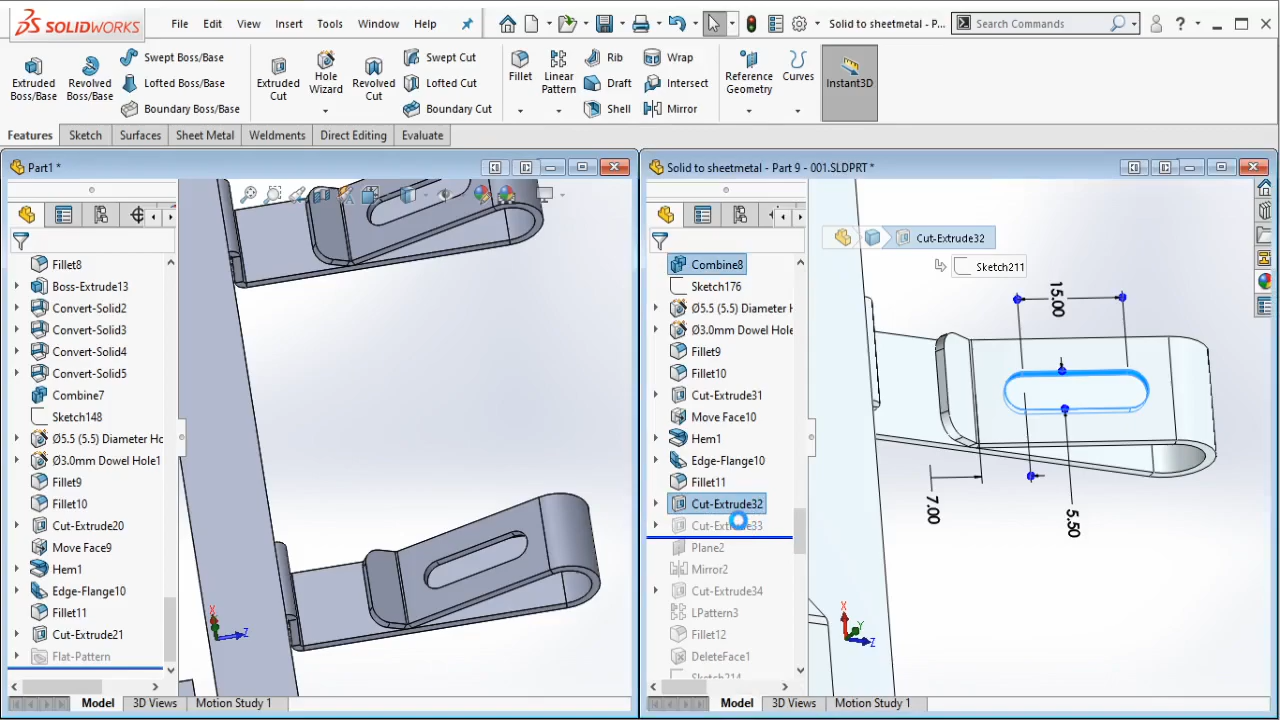 SOLIDWORKS
File Edit View Insert Tools Window Help
Solid to sheetmetal - P...
Search Commands
Extruded Boss/Base
Revolved Boss/Base
Swept Boss/Base
Lofted Boss/Base
Boundary Boss/Base
Extruded Cut
Hole Wizard
Revolved Cut
Swept Cut
Lofted Cut
Boundary Cut
Fillet
Linear Pattern
Rib
Draft
Shell
Wrap
Intersect
Mirror
Reference Geometry
Curves
Instant3D
Features Sketch Surfaces Sheet Metal Weldments Direct Editing Evaluate
Part1 *
Fillet8
Boss-Extrude13
Convert-Solid2
Convert-Solid3
Convert-Solid4
Convert-Solid5
Combine7
Sketch148
Ø5.5 (5.5) Diameter Ho
Ø3.0mm Dowel Hole1
Fillet9
Fillet10
Cut-Extrude20
Move Face9
Hem1
Edge-Flange10
Fillet11
Cut-Extrude21
Flat-Pattern
X
Z
Model 3D Views Motion Study 1
Solid to sheetmetal - Part 9 - 001.SLDPRT *
Combine8
Sketch176
Ø5.5 (5.5) Diameter H
Ø3.0mm Dowel Hole
Fillet9
Fillet10
Cut-Extrude31
Move Face10
Hem1
Edge-Flange10
Fillet11
Cut-Extrude32
Cut-Extrude33
Plane2
Mirror2
Cut-Extrude34
LPattern3
Fillet12
DeleteFace1
Sketch214
Cut-Extrude32
Sketch211
15.00
7.00
5.50
X
Y
Z
Model 3D Views Motion Study 1